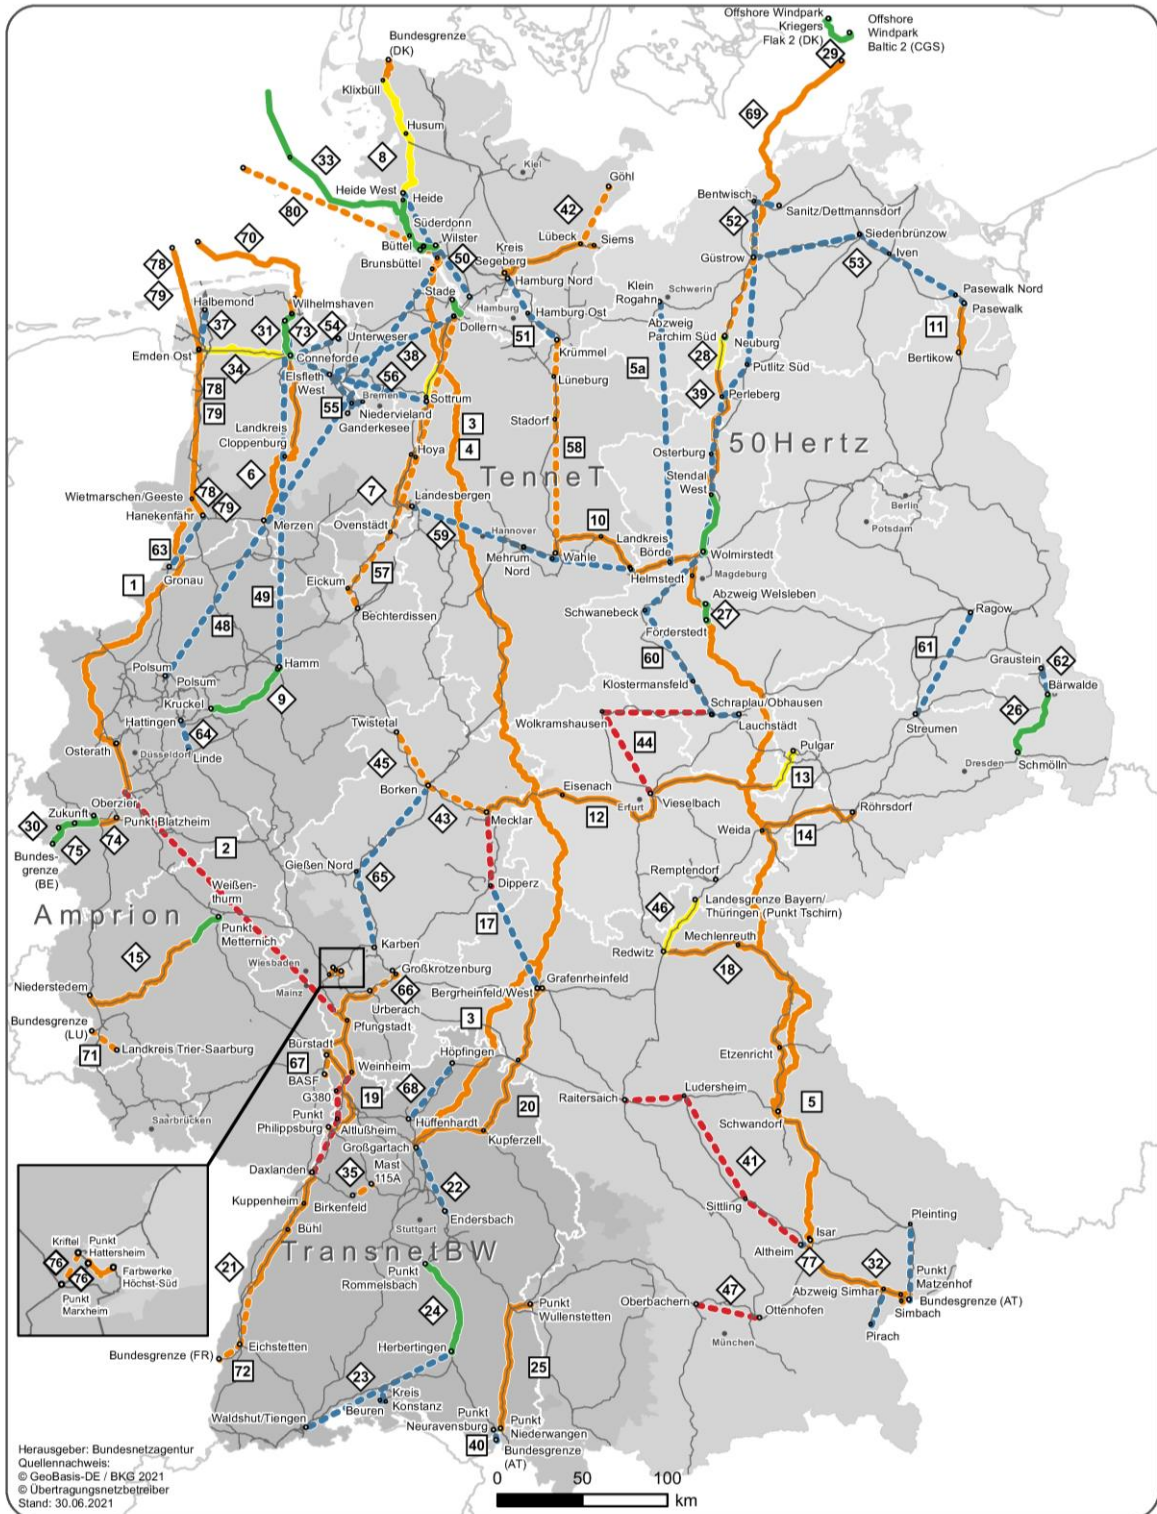 Offshore Windpark
Kriegers
Flak 2 (DK)
Offshore
Windpark
Baltic 2 (CGS)
29
Bundesgrenze
(DK)
Klixbüll
69
Husum
33
8
Kiel
Göhl
Heide West
Heide
80
42
Bentwisch
Sanitz/Dettmannsdorf
52
70
Süderdonn
Büttel
Wilster
Lübeck
Siems
Siedenbrünzow
Kreis
Segeberg
50
Brunsbüttel
Güstrow
53
Iven
78
79
Hamburg Nord
Klein
Rogahn
Schwerin
Pasewalk Nord
Pasewalk
Halbemond
Wilhelmshaven
Stade
Hamburg
Hamburg-Ost
37
31
73
54
Unterweser
Dollern
51
Abzweig
Parchim Süd
Neuburg
11
Emden Ost
Conneforde
38
Krümmel
5a
28
Bertikow
34
Elsfleth
West
56
Lüneburg
Putlitz Süd
78
79
55
Bremen
Niedervieland
Ganderkesee
Sottrum
39
Perleberg
3
4
Stadorf
Landkreis
Cloppenburg
50Hertz
Hoya
TenneT
58
Osterburg
6
Stendal
West
Wietmarschen/Geeste
78
79
7
Landesbergen
Berlin
Hanekenfähr
Merzen
Ovenstädt
10
Potsdam
59
Hannover
Landkreis
Börde
63
Mehrum
Nord
Wahle
Wolmirstedt
Gronau
57
Helmstedt
Magdeburg
1
49
Eickum
Abzweig Welsleben
Bechterdissen
Schwanebeck
27
Ragow
48
Förderstedt
61
Graustein
62
60
Polsum
Polsum
Hamm
Bärwalde
Klostermansfeld
Kruckel
9
Schraplau/Obhausen
26
Hattingen
Wolkramshausen
Lauchstädt
Streumen
Twistetal
44
64
Linde
Pulgar
Osterath
Düsseldorf
Dresden
Schmölln
45
13
Borken
Eisenach
Oberzier
Erfurt
Vieselbach
Röhrsdorf
Zukunft
Punkt Blatzheim
43
Mecklar
12
30
14
75
74
Weida
Bundes-
grenze
(BE)
2
Gießen Nord
65
Remptendorf
Dipperz
Weißen-
thurm
Landesgrenze Bayern/
Thüringen (Punkt Tschirn)
46
Amprion
17
Punkt
Metternich
Mechlenreuth
Redwitz
15
Karben
Wiesbaden
18
Großkrotzenburg
Grafenrheinfeld
Niederstedem
Mainz
66
Urberach
Bergrheinfeld/West
Bundesgrenze
(LU)
3
Pfungstadt
Landkreis Trier-Saarburg
71
Bürstadt
Höpfingen
Etzenricht
67
BASF
Weinheim
G380
68
Ludersheim
19
20
Raitersaich
5
Saarbrücken
Punkt
Philippsburg
Altlußheim
Hüffenhardt
Schwandorf
Kupferzell
Großgartach
Daxlanden
Mast
115A
41
35
22
Kuppenheim
Birkenfeld
Sittling
Stuttgart
Endersbach
Pleinting
Bühl
Isar
Kriftel
Punkt
Hattersheim
TransnetBW
Altheim
77
76
76
Farbwerke
Höchst-Süd
21
32
Punkt
Matzenhof
Punkt
Rommelsbach
Abzweig Simhar
Punkt
Marxheim
47
Bundesgrenze (AT)
Oberbachern
Ottenhofen
Simbach
24
Punkt
Wullenstetten
Pirach
München
Eichstetten
Herbertingen
Bundesgrenze (FR)
25
72
23
Kreis
Konstanz
Beuren
Waldshut/Tiengen
Punkt
Neuravensburg
Punkt
Niederwangen
40
Bundesgrenze
(AT)
Herausgeber: Bundesnetzagentur
Quellennachweis:
© GeoBasis-DE / BKG 2021
© Übertragungsnetzbetreiber
Stand: 30.06.2021
0 50 100
km